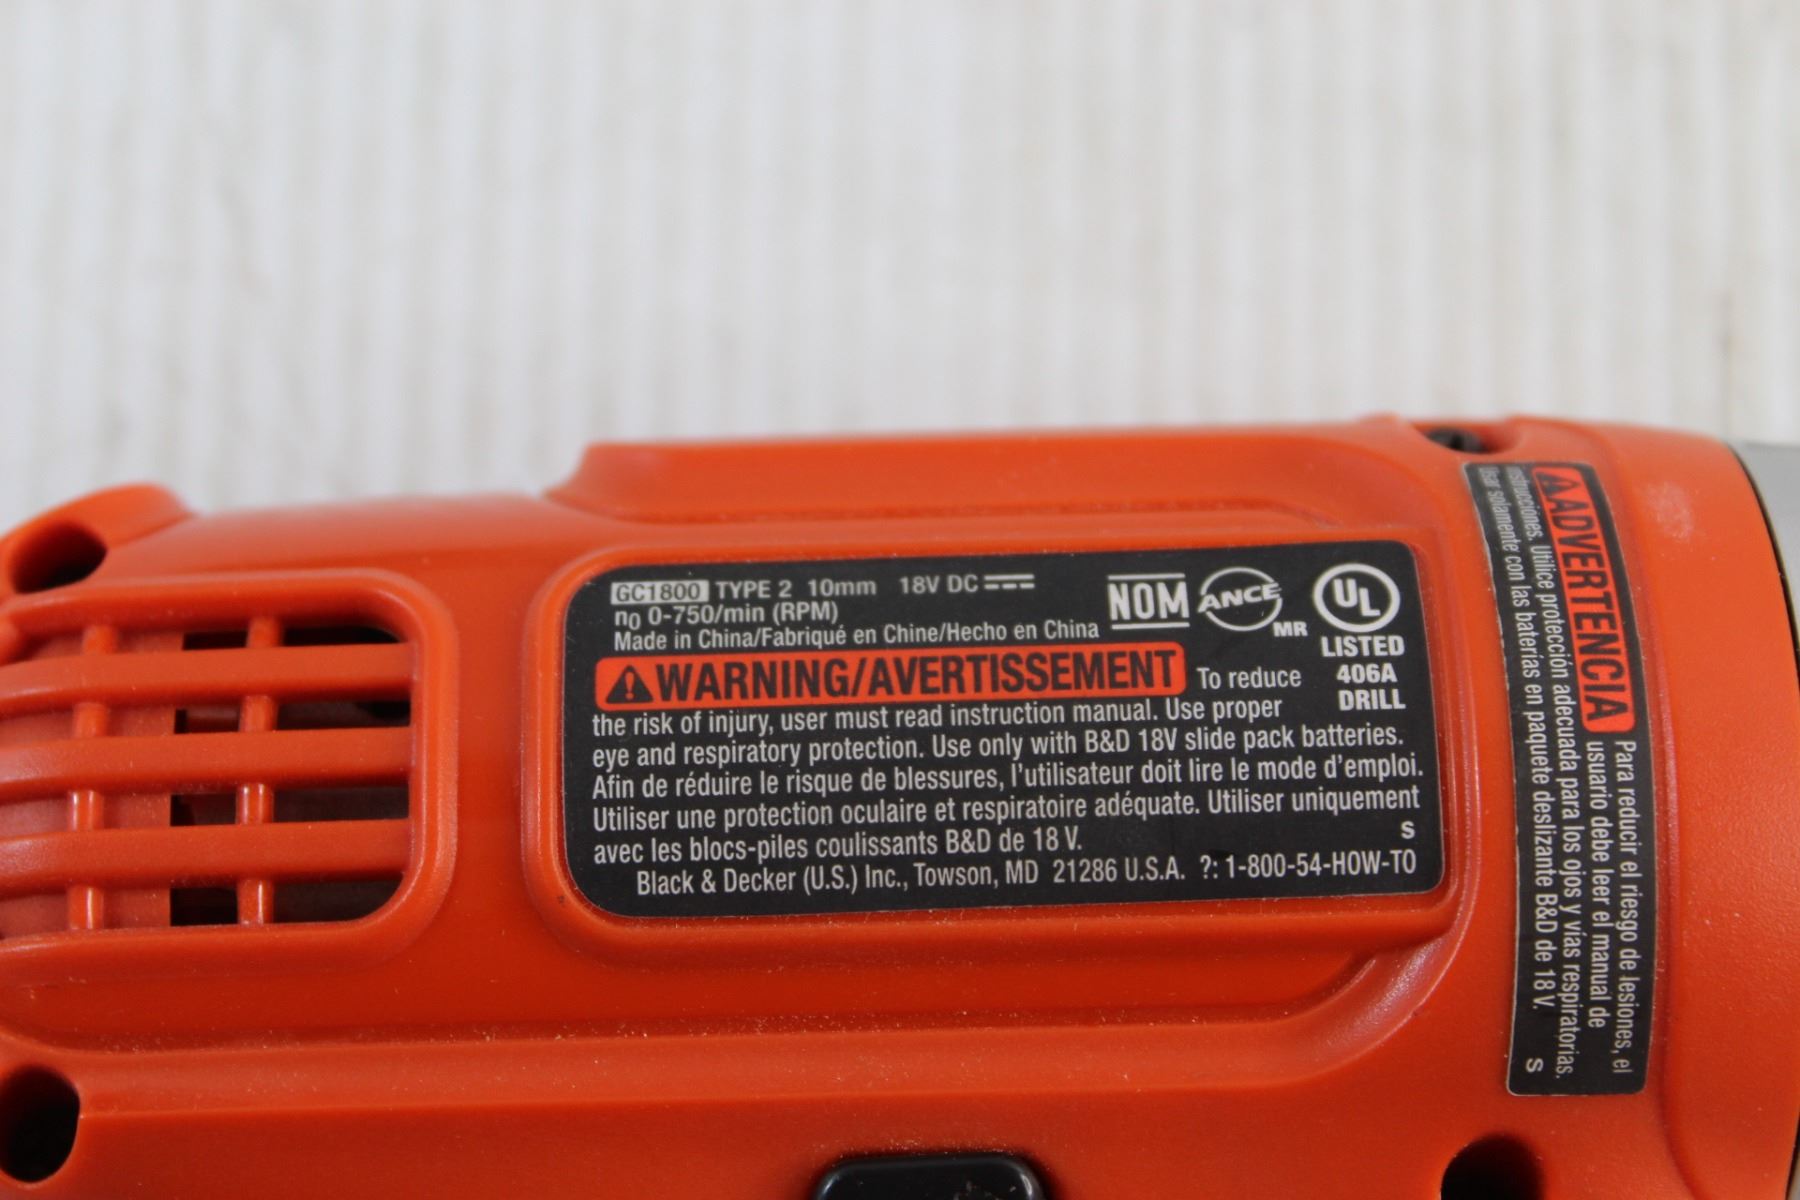 GC1800 TYPE 2 10mm 18V DC
n0 0-750/min (RPM)
Made in China/Fabriqué en Chine/Hecho en China
NOM
ANCE
MR
UL
LISTED
406A
DRILL
WARNING/AVERTISSEMENT To reduce
the risk of injury, user must read instruction manual. Use proper
eye and respiratory protection. Use only with B&D 18V slide pack batteries.
Afin de réduire le risque de blessures, l'utilisateur doit lire le mode d'emploi.
Utiliser une protection oculaire et respiratoire adéquate. Utiliser uniquement
avec les blocs-piles coulissants B&D de 18 V.
S
Black & Decker (U.S.) Inc., Towson, MD 21286 U.S.A. ?: 1-800-54-HOW-TO
ADVERTENCIA Para reducir el riesgo de lesiones, el
usuario debe leer el manual de
instrucciones. Utilice protección adecuada para los ojos y vías respiratorias.
Usar solamente con las baterías en paquete deslizante B&D de 18 V.
S